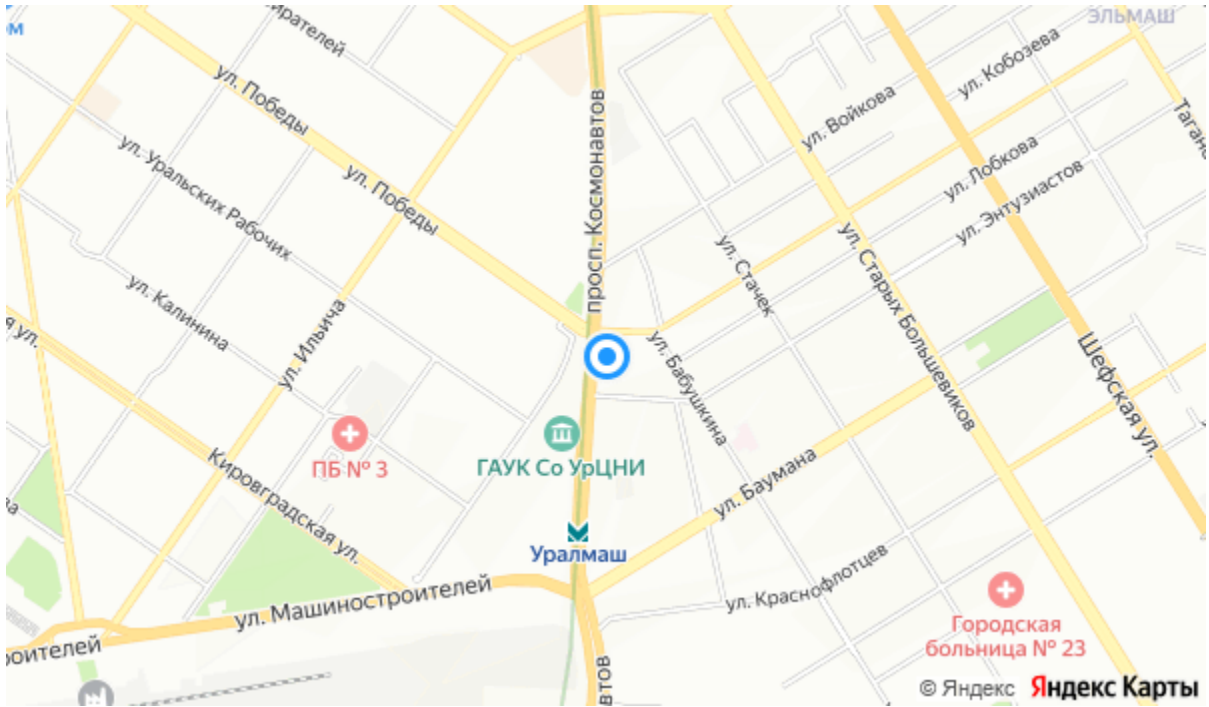 ЭЛЬМАШ
ул. Кобозева
ул. Победы
просп. Космонавтов
ул. Войкова
ул. Уральских Рабочих
ул. Победы
ул. Лобкова
ул. Энтузиастов
ул. Стачек
ул. Старых Большевиков
ул. Калинина
ул. Ильича
ул. Бабушкина
Шефская ул.
ПБ № 3
ГАУК Со УрЦНИ
Кировградская ул.
ул. Баумана
Уралмаш
ул. Машиностроителей
ул. Краснофлотцев
Городская
больница № 23
© Яндекс Яндекс Карты